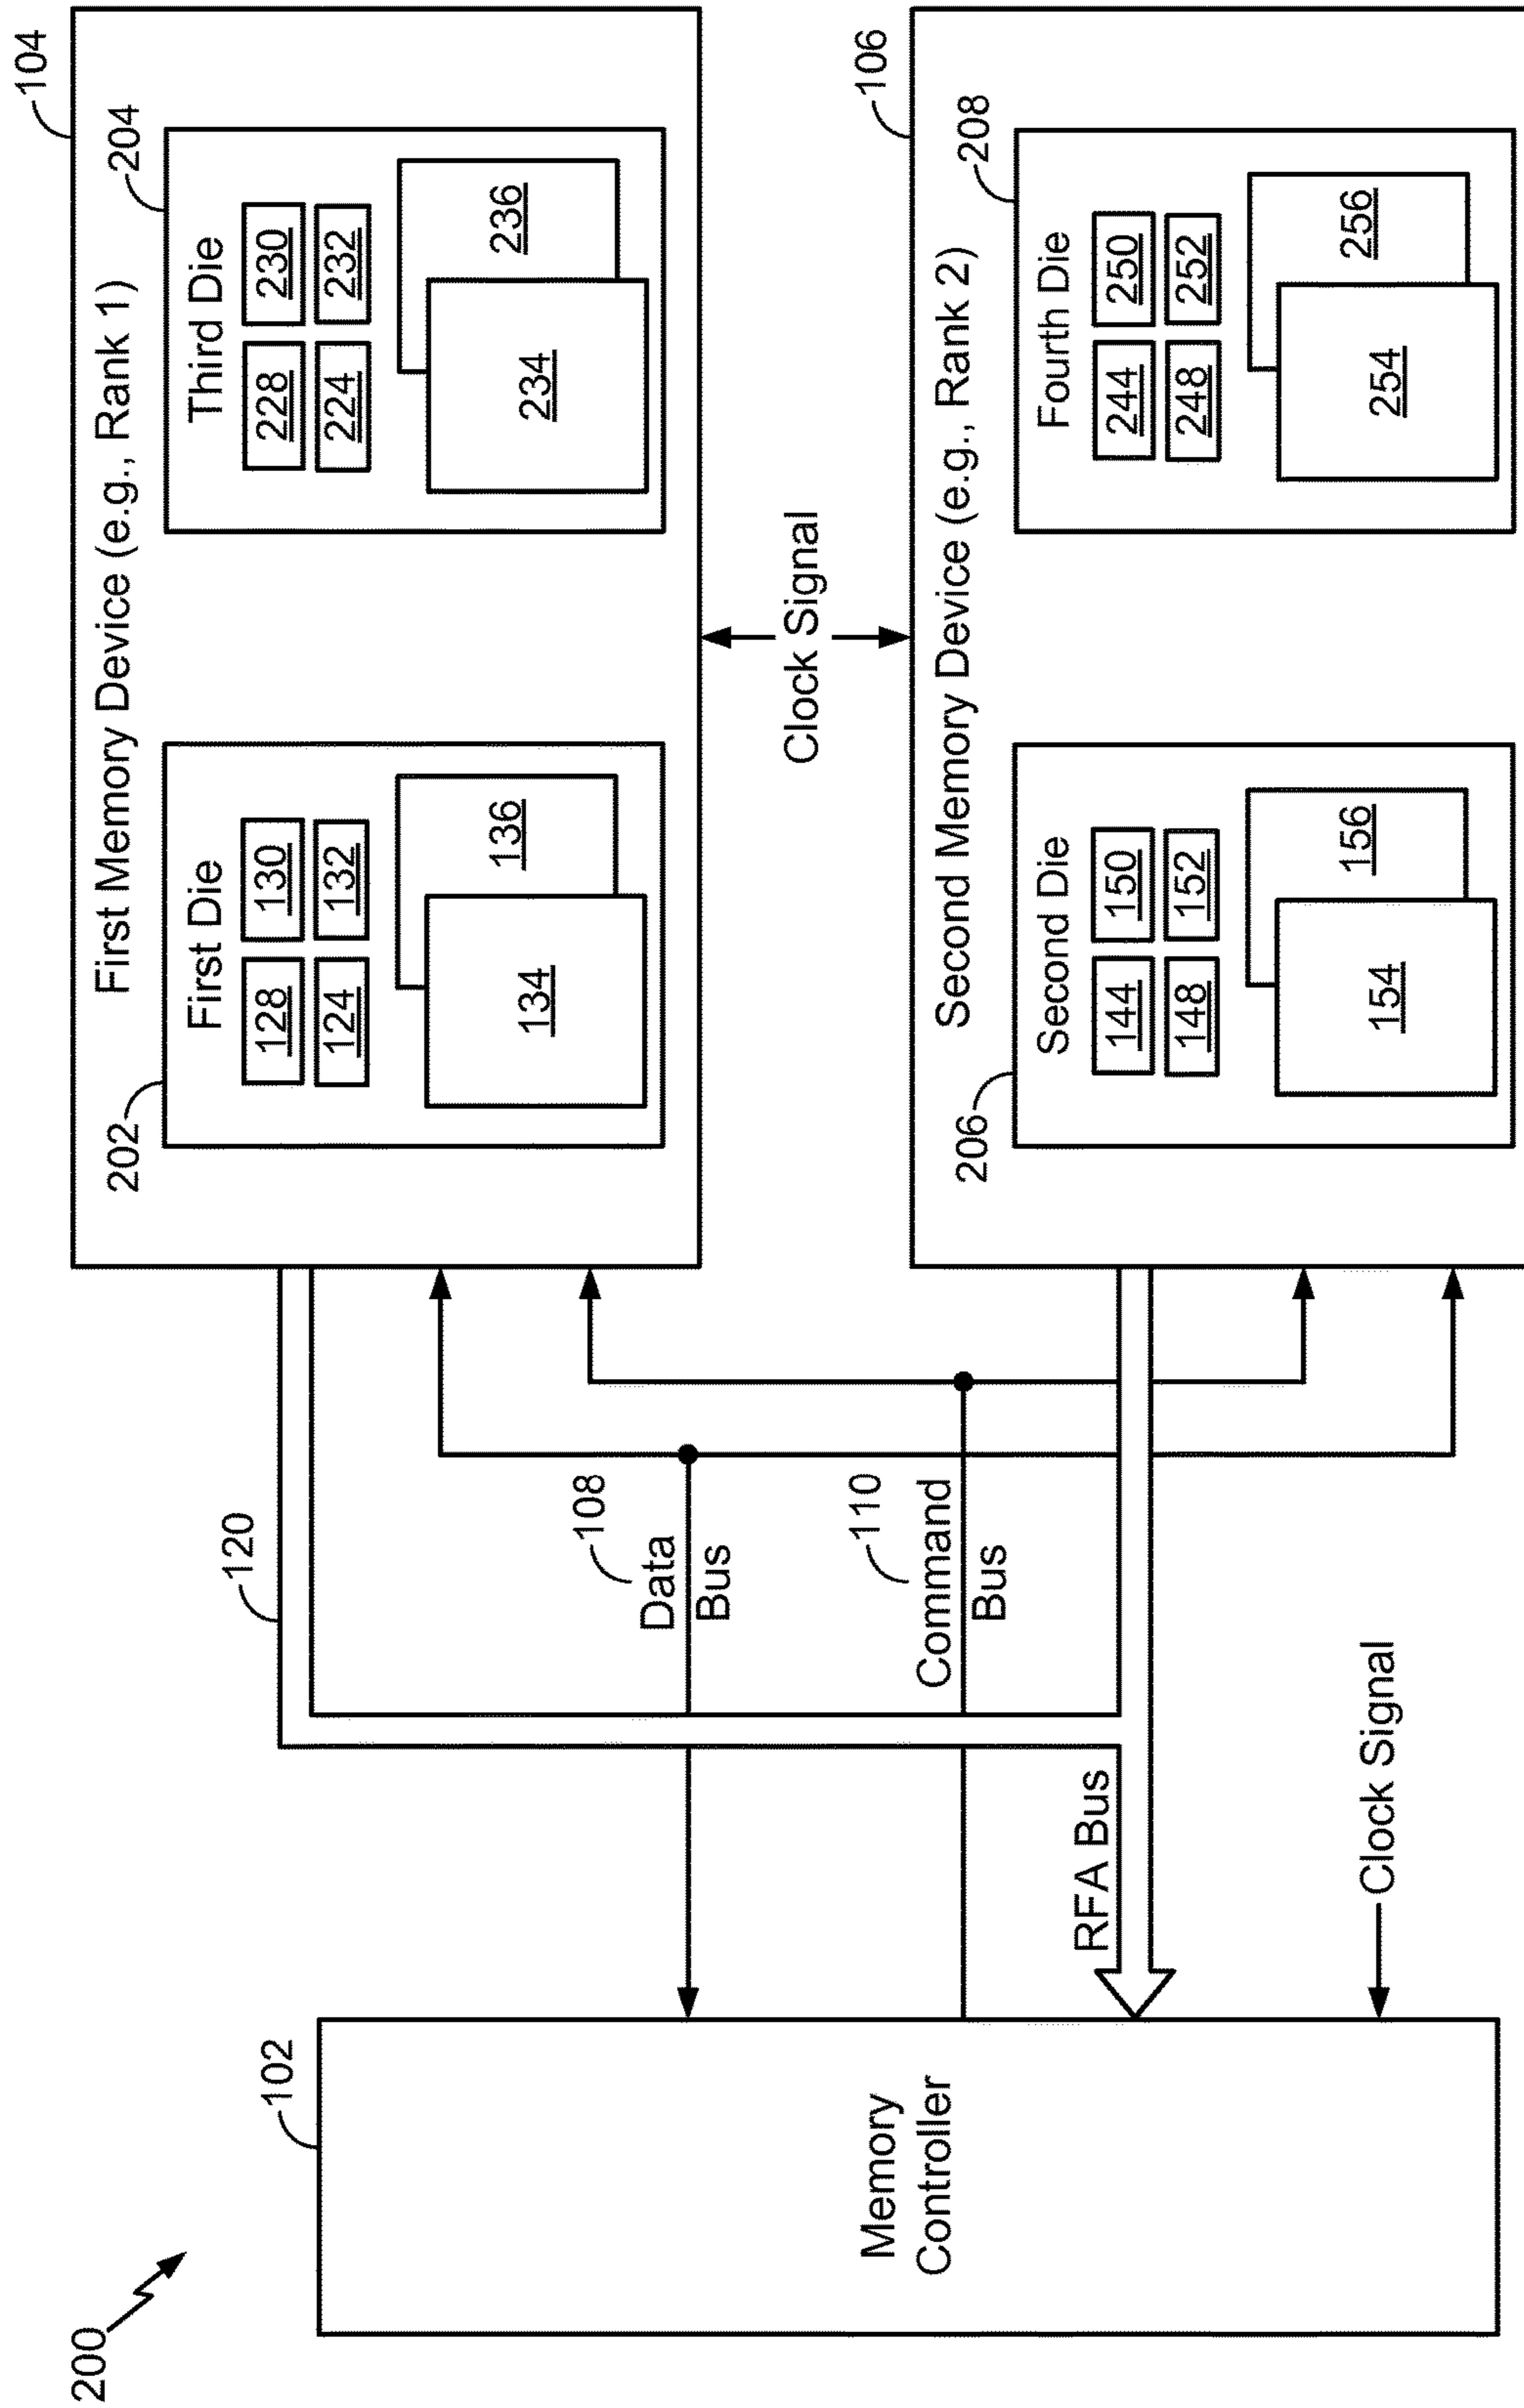 200
102
Memory
Controller
120
108
Data
Bus
110
Command
Bus
RFA Bus
Clock Signal
104
First Memory Device (e.g., Rank 1)
202
First Die
128 130
124 132
134 136
204
Third Die
228 230
224 232
234 236
Clock Signal
106
Second Memory Device (e.g., Rank 2)
206
Second Die
144 150
148 152
154 156
208
Fourth Die
244 250
248 252
254 256